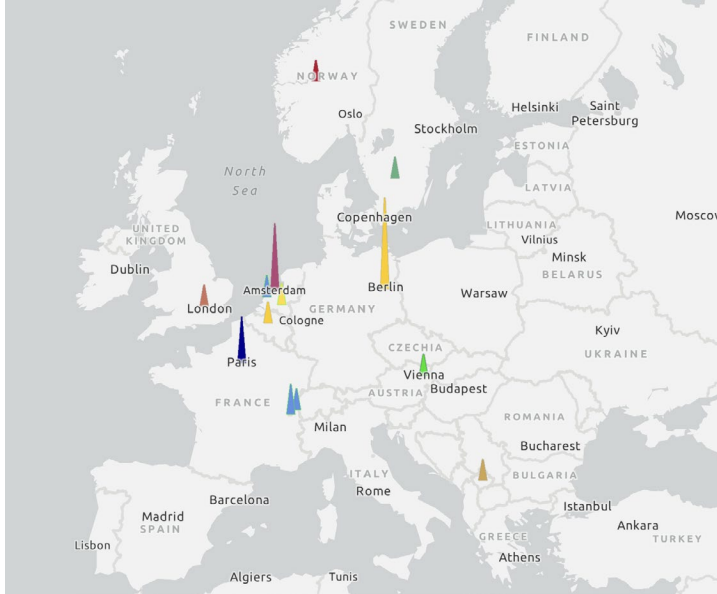 SWEDEN
FINLAND
NORWAY
Oslo
Helsinki
Saint
Petersburg
Stockholm
ESTONIA
North
Sea
LATVIA
Copenhagen
Moscow
UNITED
KINGDOM
LITHUANIA
Vilnius
Minsk
BELARUS
Dublin
Amsterdam
Berlin
Warsaw
London
GERMANY
Cologne
Kyiv
UKRAINE
Paris
CZECHIA
Vienna
Budapest
AUSTRIA
FRANCE
ROMANIA
Milan
Bucharest
ITALY
BULGARIA
Rome
Barcelona
Istanbul
Madrid
SPAIN
Ankara
TURKEY
GREECE
Lisbon
Athens
Algiers
Tunis